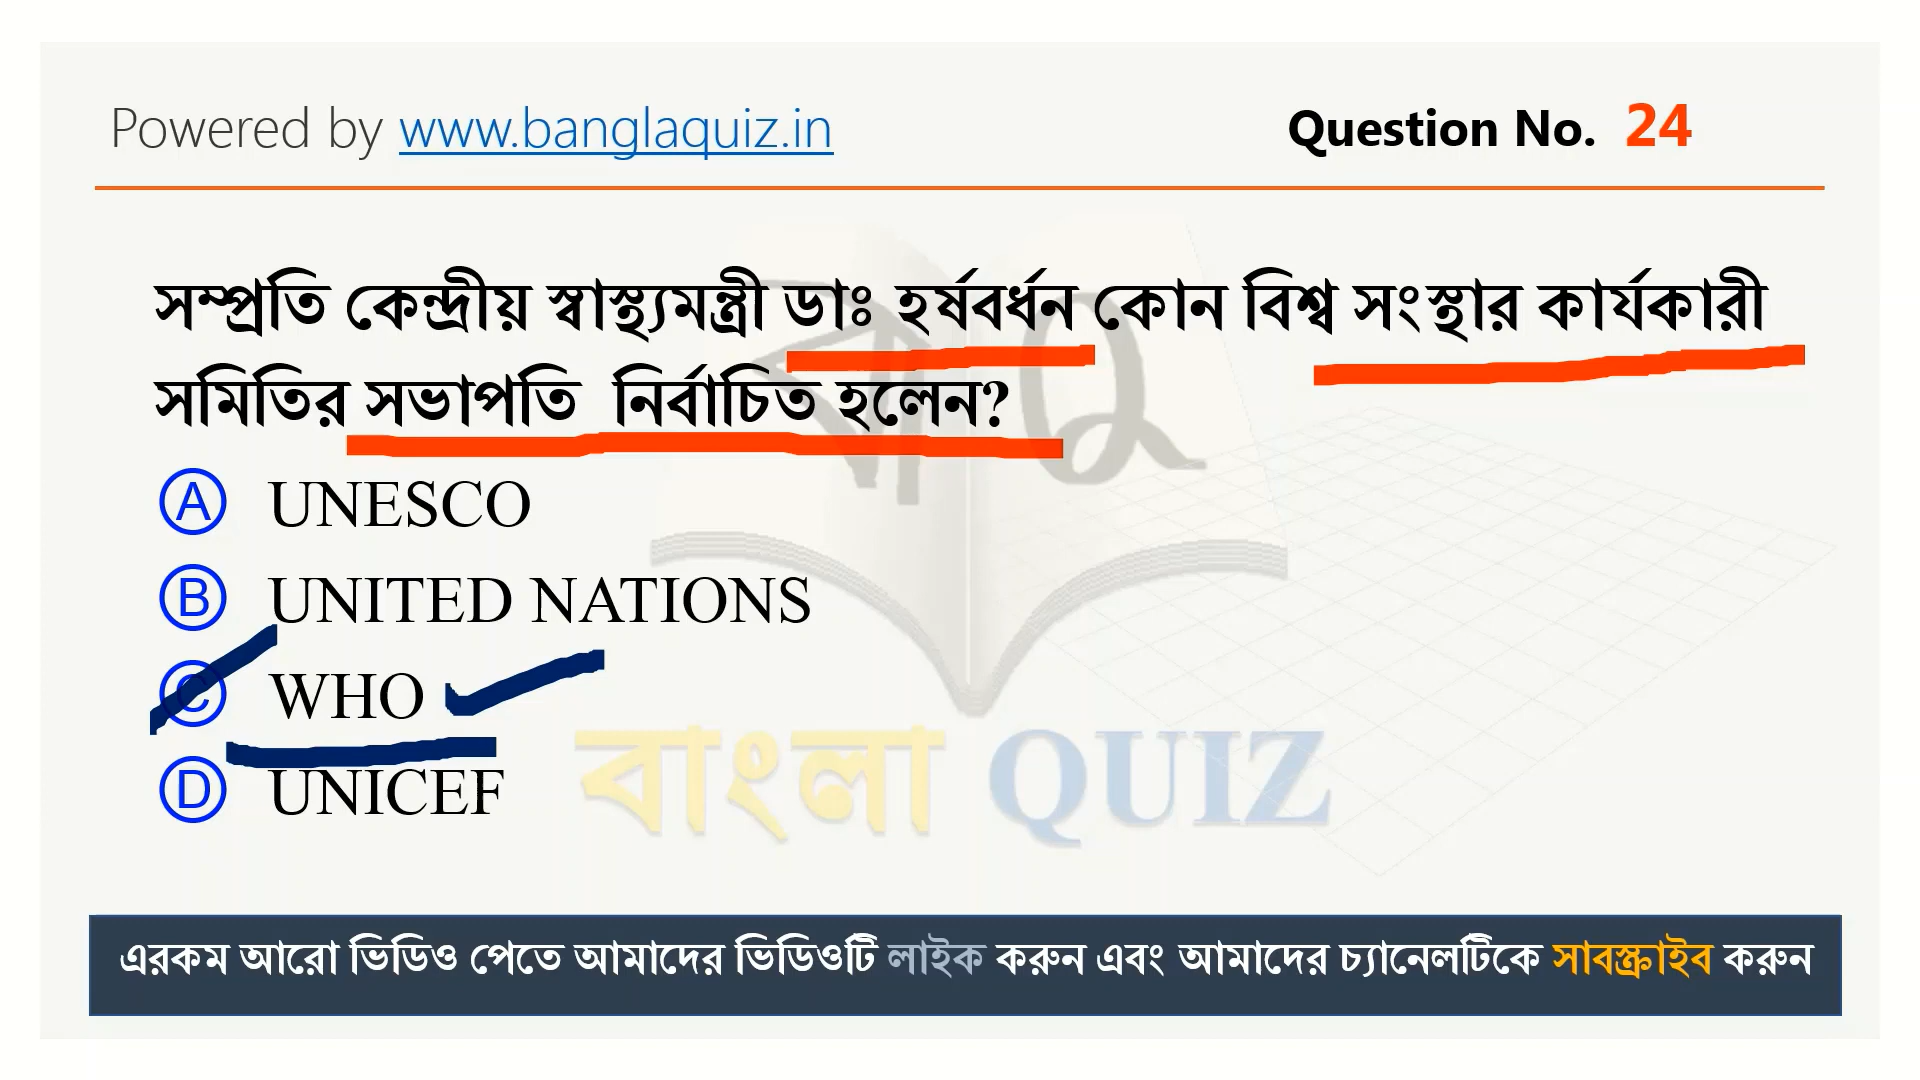 Powered by www.banglaquiz.in
Question No. 24
সম্প্রতি কেন্দ্রীয় স্বাস্থ্যমন্ত্রী ডাঃ হর্ষবর্ধন কোন বিশ্ব সংস্থার কার্যকারী
সমিতির সভাপতি নির্বাচিত হলেন?
A UNESCO
B UNITED NATIONS
C WHO
D UNICEF
বাংলা QUIZ
এরকম আরো ভিডিও পেতে আমাদের ভিডিওটি লাইক করুন এবং আমাদের চ্যানেলটিকে সাবস্ক্রাইব করুন